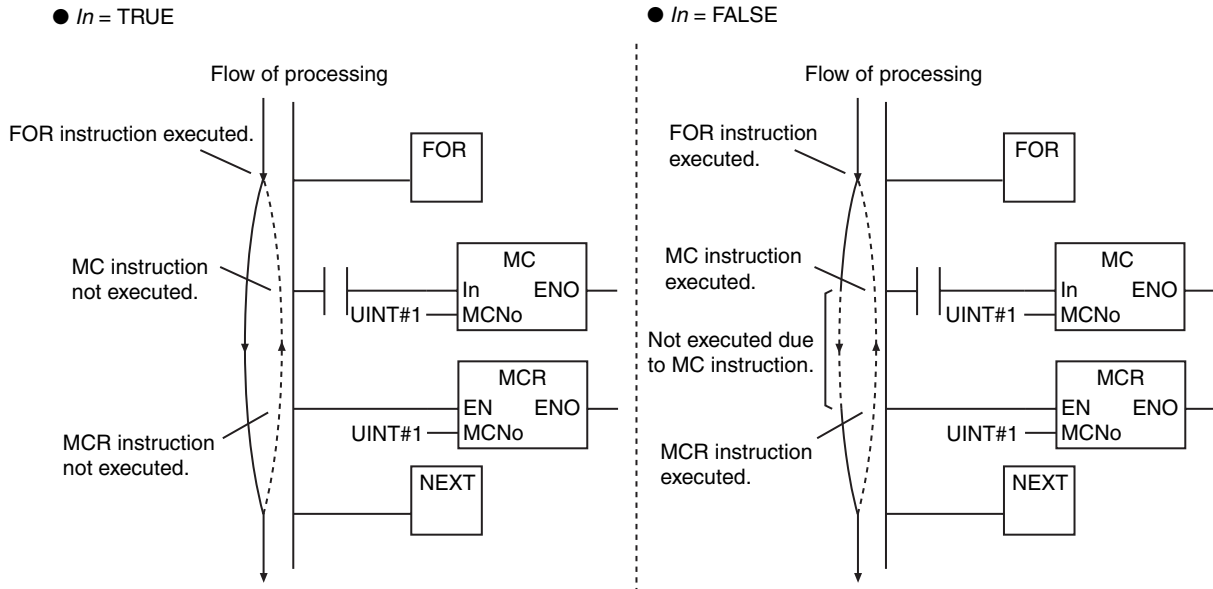 ● In = TRUE
Flow of processing
FOR instruction executed.
FOR
MC instruction
not executed.
MC
In ENO
UINT#1 MCNo
MCR
EN ENO
UINT#1 MCNo
MCR instruction
not executed.
NEXT
● In = FALSE
Flow of processing
FOR instruction
executed.
FOR
MC instruction
executed.
MC
In ENO
UINT#1 MCNo
Not executed due
to MC instruction.
MCR
EN ENO
UINT#1 MCNo
MCR instruction
executed.
NEXT